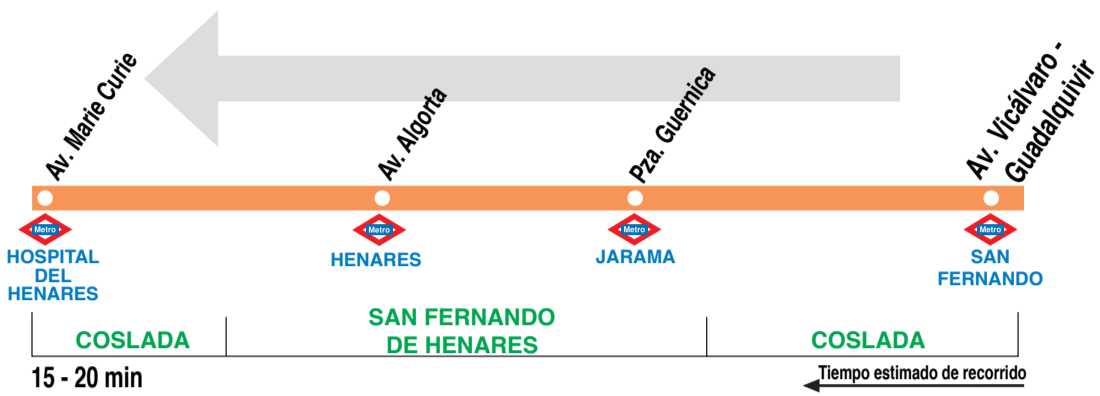 Av. Marie Curie
Av. Algorta
Pza. Guernica
Av. Vicálvaro -
Guadalquivir
Metro
Metro
Metro
Metro
HOSPITAL
DEL
HENARES
HENARES
JARAMA
SAN
FERNANDO
COSLADA
SAN FERNANDO
DE HENARES
COSLADA
15 - 20 min
Tiempo estimado de recorrido